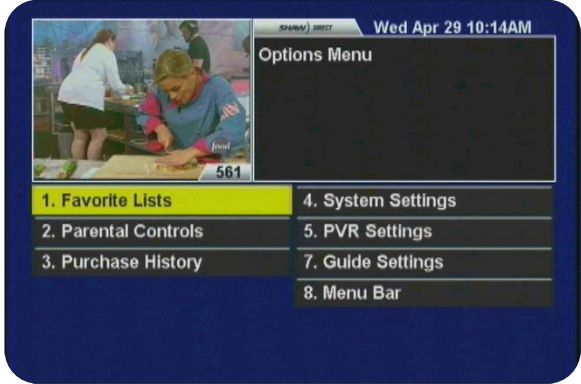 SHAW) DIRECT
Wed Apr 29 10:14AM
Options Menu
food
561
1. Favorite Lists
2. Parental Controls
3. Purchase History
4. System Settings
5. PVR Settings
7. Guide Settings
8. Menu Bar